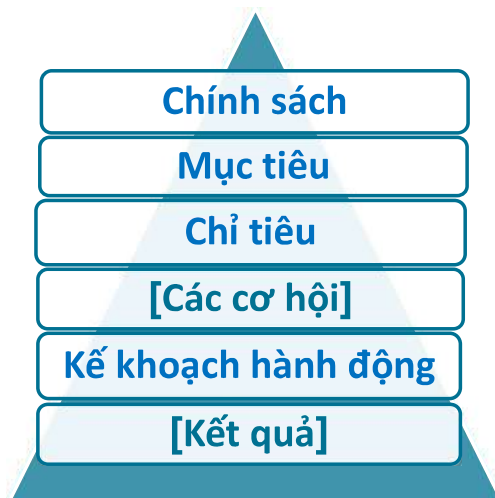 Chính sách
Mục tiêu
Chỉ tiêu
[Các cơ hội]
Kế khoạch hành động
[Kết quả]